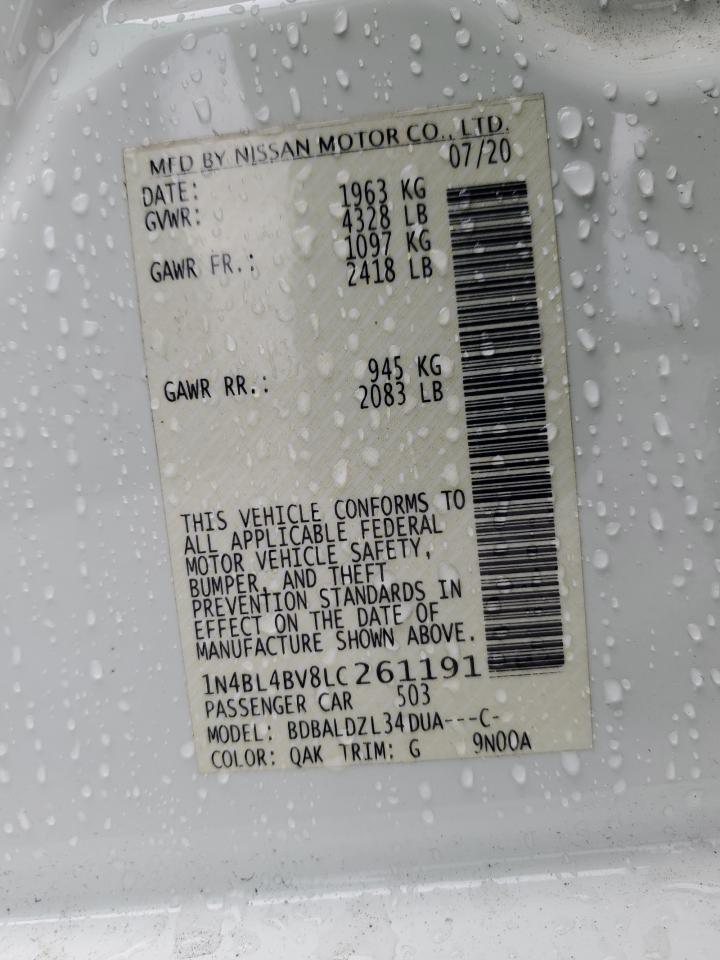 MFD BY NISSAN MOTOR CO., LTD.
DATE: 07/20
GVWR: 1963 KG
4328 LB
GAWR FR.: 1097 KG
2418 LB
GAWR RR.: 945 KG
2083 LB
THIS VEHICLE CONFORMS TO
ALL APPLICABLE FEDERAL
MOTOR VEHICLE SAFETY,
BUMPER, AND THEFT
PREVENTION STANDARDS IN
EFFECT ON THE DATE OF
MANUFACTURE SHOWN ABOVE.
1N4BL4BV8LC261191
PASSENGER CAR 503
MODEL: BDBALDZL34DUA---C-
COLOR: QAK TRIM: G 9N00A